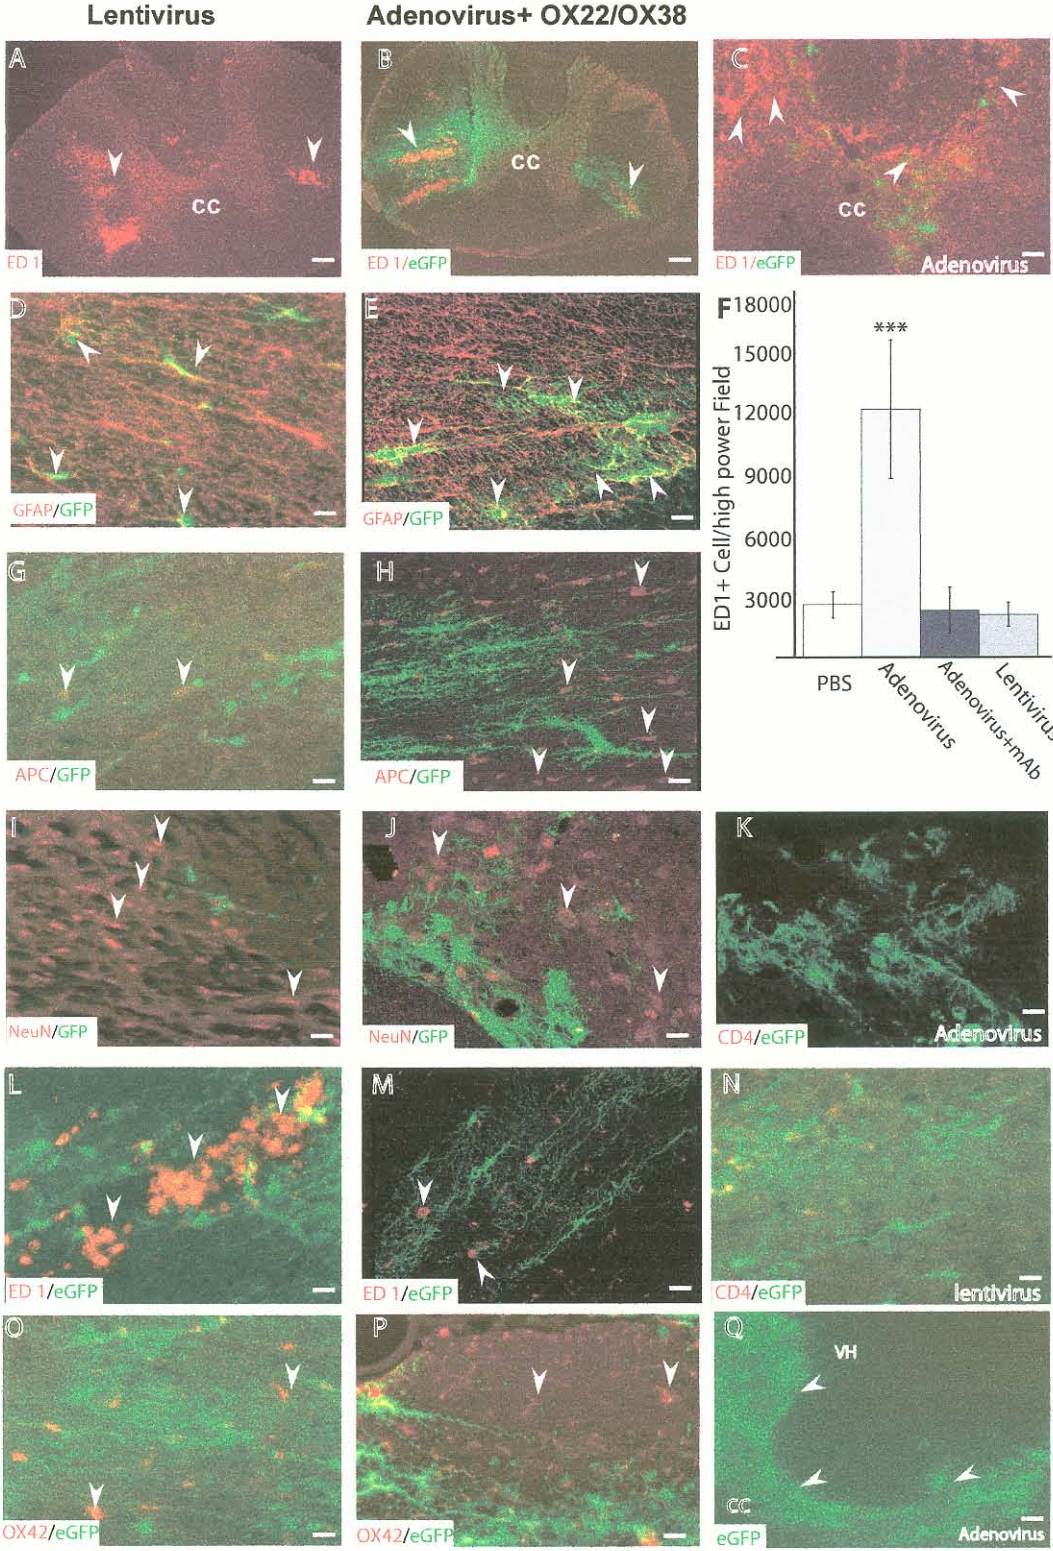 Lentivirus
Adenovirus+ OX22/OX38
A
CC
ED 1
B
CC
ED 1/eGFP
C
CC
ED 1/eGFP
Adenovirus
D
GFAP/GFP
E
GFAP/GFP
F
18000
15000
12000
9000
6000
3000
ED1+ Cell/high power Field
***
PBS
Adenovirus
Adenovirus+mAb
Lentivirus
G
APC/GFP
H
APC/GFP
I
NeuN/GFP
J
NeuN/GFP
K
CD4/eGFP
Adenovirus
L
ED 1/eGFP
M
ED 1/eGFP
N
CD4/eGFP
lentivirus
O
OX42/eGFP
P
OX42/eGFP
Q
VH
CC
eGFP
Adenovirus